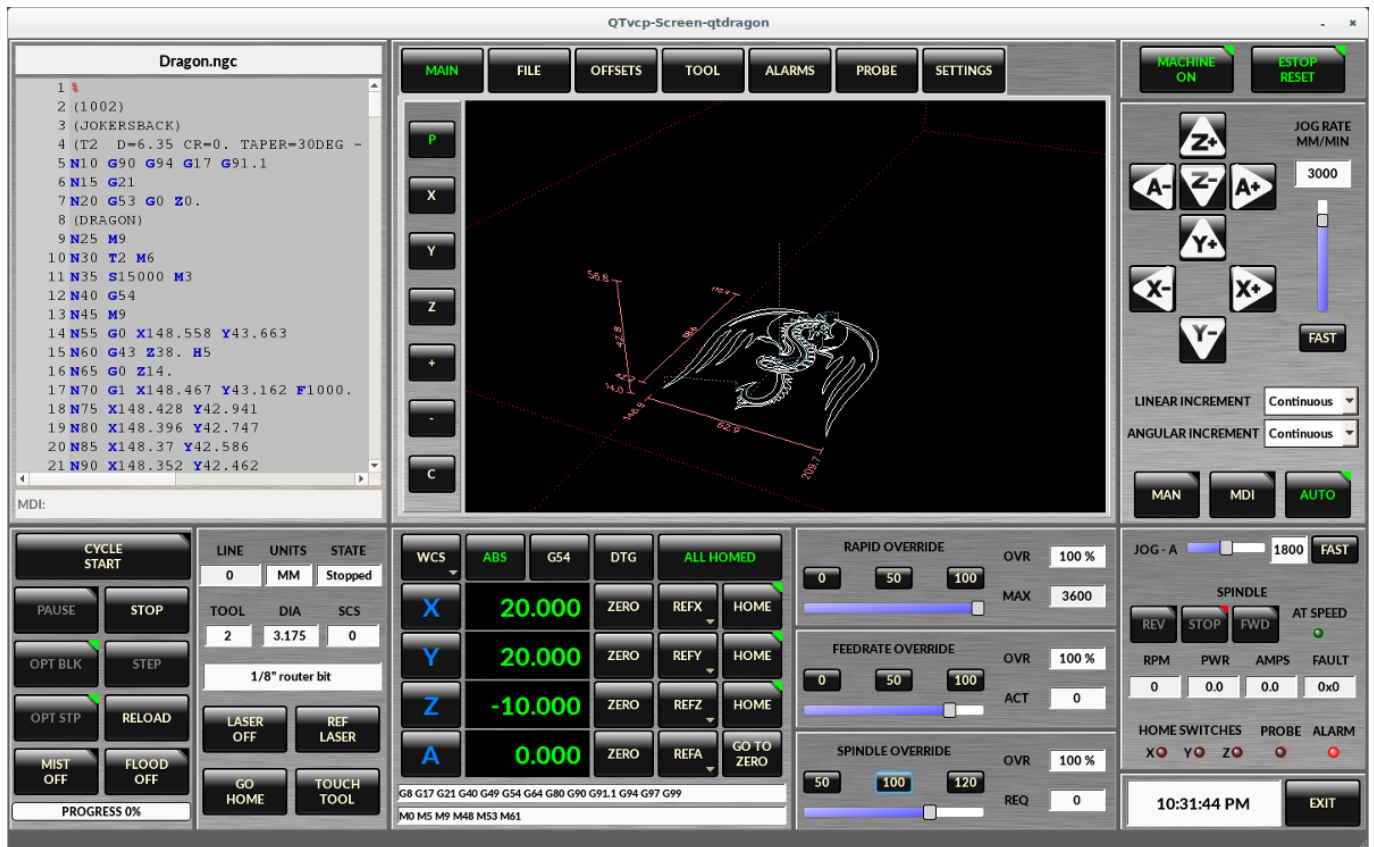 QTvcp-Screen-qtdragon
Dragon.ngc
1 %
2 (1002)
3 (JOKERSBACK)
4 (T2 D=6.35 CR=0. TAPER=30DEG -
5 N10 G90 G94 G17 G91.1
6 N15 G21
7 N20 G53 G0 Z0.
8 (DRAGON)
9 N25 M9
10 N30 T2 M6
11 N35 S15000 M3
12 N40 G54
13 N45 M9
14 N55 G0 X148.558 Y43.663
15 N60 G43 Z38. H5
16 N65 G0 Z14.
17 N70 G1 X148.467 Y43.162 F1000.
18 N75 X148.428 Y42.941
19 N80 X148.396 Y42.747
20 N85 X148.37 Y42.586
21 N90 X148.352 Y42.462
MDI:
MAIN FILE OFFSETS TOOL ALARMS PROBE SETTINGS
P
X
Y
Z
+
-
C
56.8
42.8
14.0
146.8
62.9
209.7
MACHINE ON
ESTOP RESET
Z+
A- Z- A+
Y+
X- X+
Y-
JOG RATE
MM/MIN
3000
FAST
LINEAR INCREMENT Continuous
ANGULAR INCREMENT Continuous
MAN MDI AUTO
CYCLE START
PAUSE STOP
OPT BLK STEP
OPT STP RELOAD
MIST OFF
FLOOD OFF
PROGRESS 0%
LINE UNITS STATE
0 MM Stopped
TOOL DIA SCS
2 3.175 0
1/8" router bit
LASER OFF
REF LASER
GO HOME
TOUCH TOOL
WCS ABS G54 DTG ALL HOMED
X 20.000 ZERO REFX HOME
Y 20.000 ZERO REFY HOME
Z -10.000 ZERO REFZ HOME
A 0.000 ZERO REFA GO TO ZERO
G8 G17 G21 G40 G49 G54 G64 G80 G90 G91.1 G94 G97 G99
M0 M5 M9 M48 M53 M61
RAPID OVERRIDE
0 50 100
OVR 100 %
MAX 3600
FEEDRATE OVERRIDE
0 50 100
OVR 100 %
ACT 0
SPINDLE OVERRIDE
50 100 120
OVR 100 %
REQ 0
JOG - A 1800 FAST
SPINDLE
REV STOP FWD
AT SPEED
RPM PWR AMPS FAULT
0 0.0 0.0 0x0
HOME SWITCHES PROBE ALARM
X Y Z
10:31:44 PM EXIT